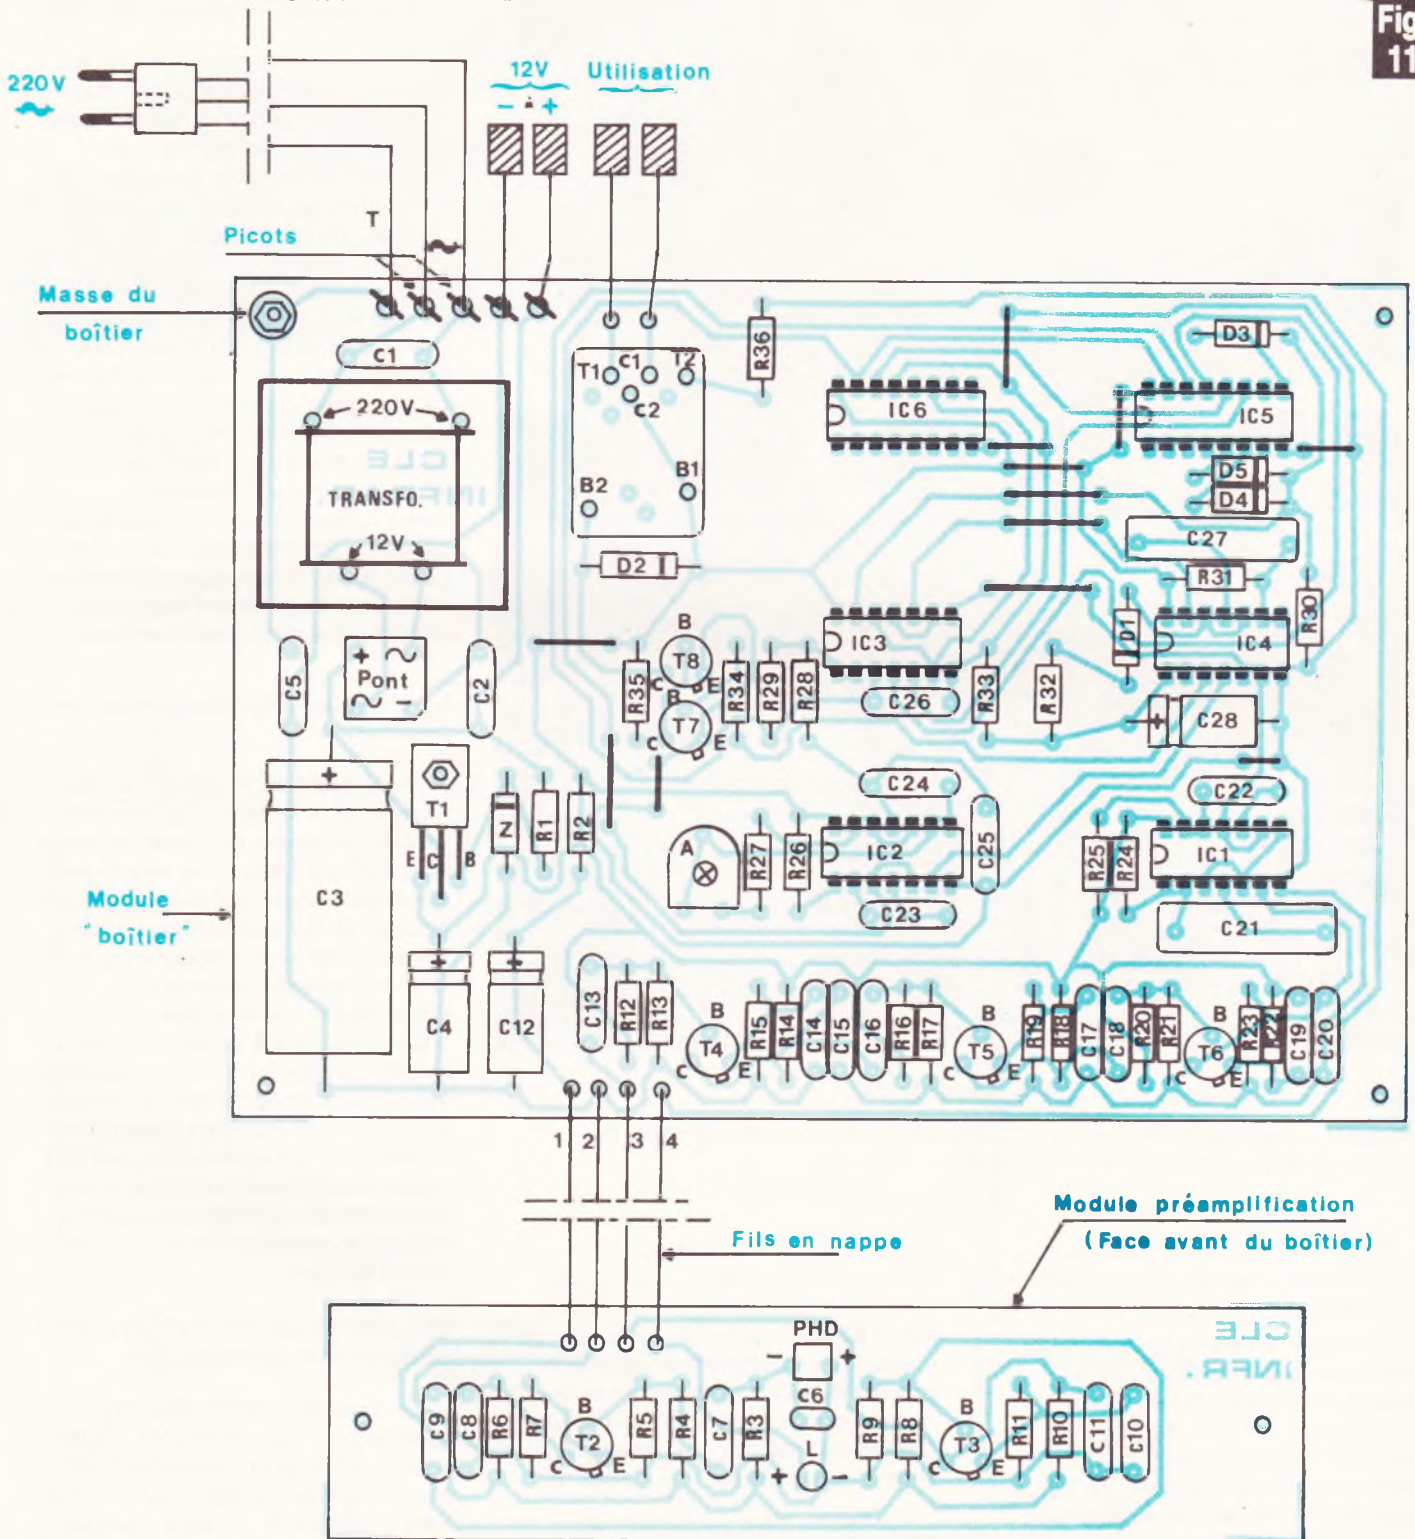 Fig
11
220V
12V
Utilisation
- +
T
Picots
Masse du
boîtier
C1
220V
TRANSFO.
12V
CLE
INFRAR.
T1 C1 T2
C2
B2 B1
D2
R36
IC6
D3
IC5
D5
D4
C27
R31
R30
C5
+
Pont
-
C2
R35
B
T8
C E
B
T7
C E
R34
R29
R28
IC3
C26
R33
R32
D1
IC4
+ C28
+
C3
T1
E C B
Z
R1
R2
C24
A
R27
R26
IC2
C25
C23
C22
R25
R24
IC1
C21
Module
"boîtier"
+
C4
+
C12
C13
R12
R13
B
T4
C E
R15
R14
C14
C15
C16
R16
R17
B
T5
C E
R19
R18
C17
C18
R20
R21
B
T6
C E
R23
R22
C19
C20
1 2 3 4
Fils en nappe
Module préamplification
(Face avant du boîtier)
CLE
INFR.
PHD
- +
C6
L
+ -
C9
C8
R6
R7
B
T2
C E
R5
R4
C7
R3
R9
R8
B
T3
C E
R11
R10
C11
C10